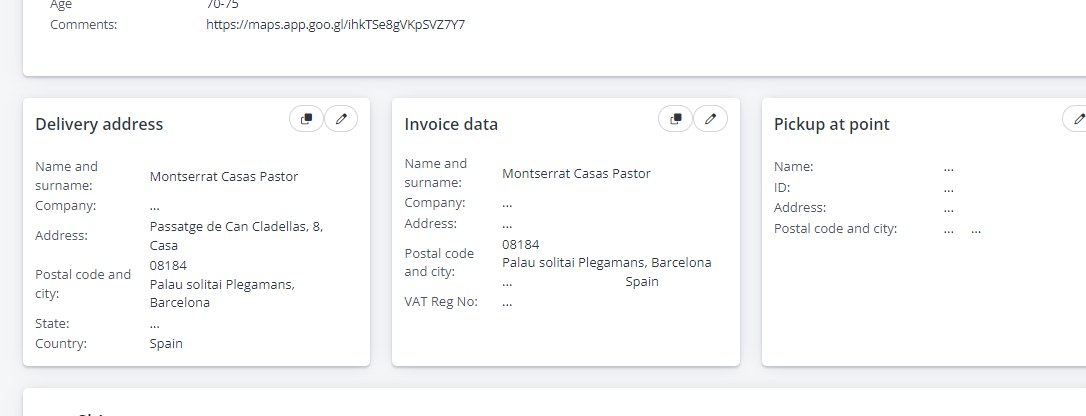 Age 70-75
Comments: https://maps.app.goo.gl/ihkTSe8gVKpSVZ7Y7
Delivery address
Name and
surname: Montserrat Casas Pastor
Company: ...
Address: Passatge de Can Cladellas, 8,
Casa
08184
Postal code and
city: Palau solitai Plegamans,
Barcelona
State: ...
Country: Spain
Invoice data
Name and
surname: Montserrat Casas Pastor
Company: ...
Address: ...
08184
Postal code
and city: Palau solitai Plegamans, Barcelona
... Spain
VAT Reg No: ...
Pickup at point
Name: ...
ID: ...
Address: ...
Postal code and city: ... ...